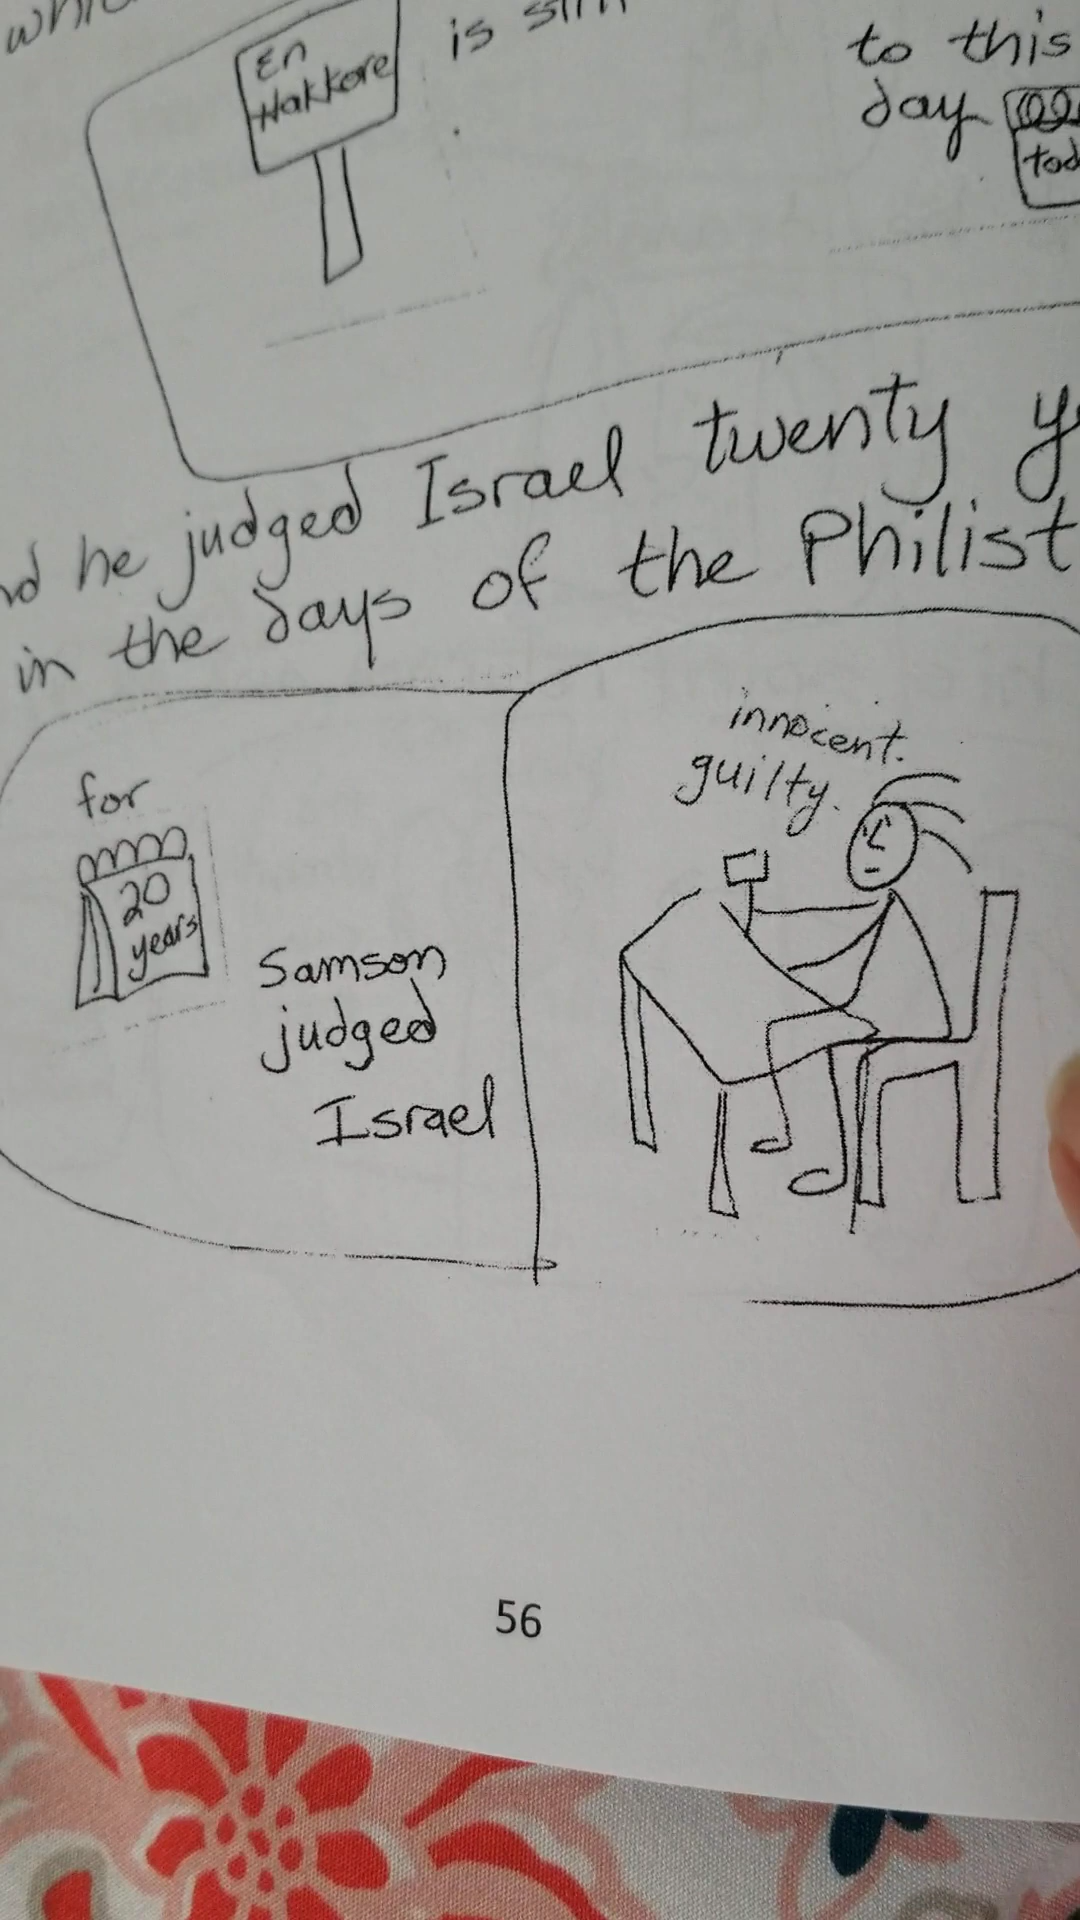 En
Hakkore
is
to this
day
he judged Israel twenty
in the days of the Philist
innocent.
guilty.
for
20
years
Samson
judged
Israel
56